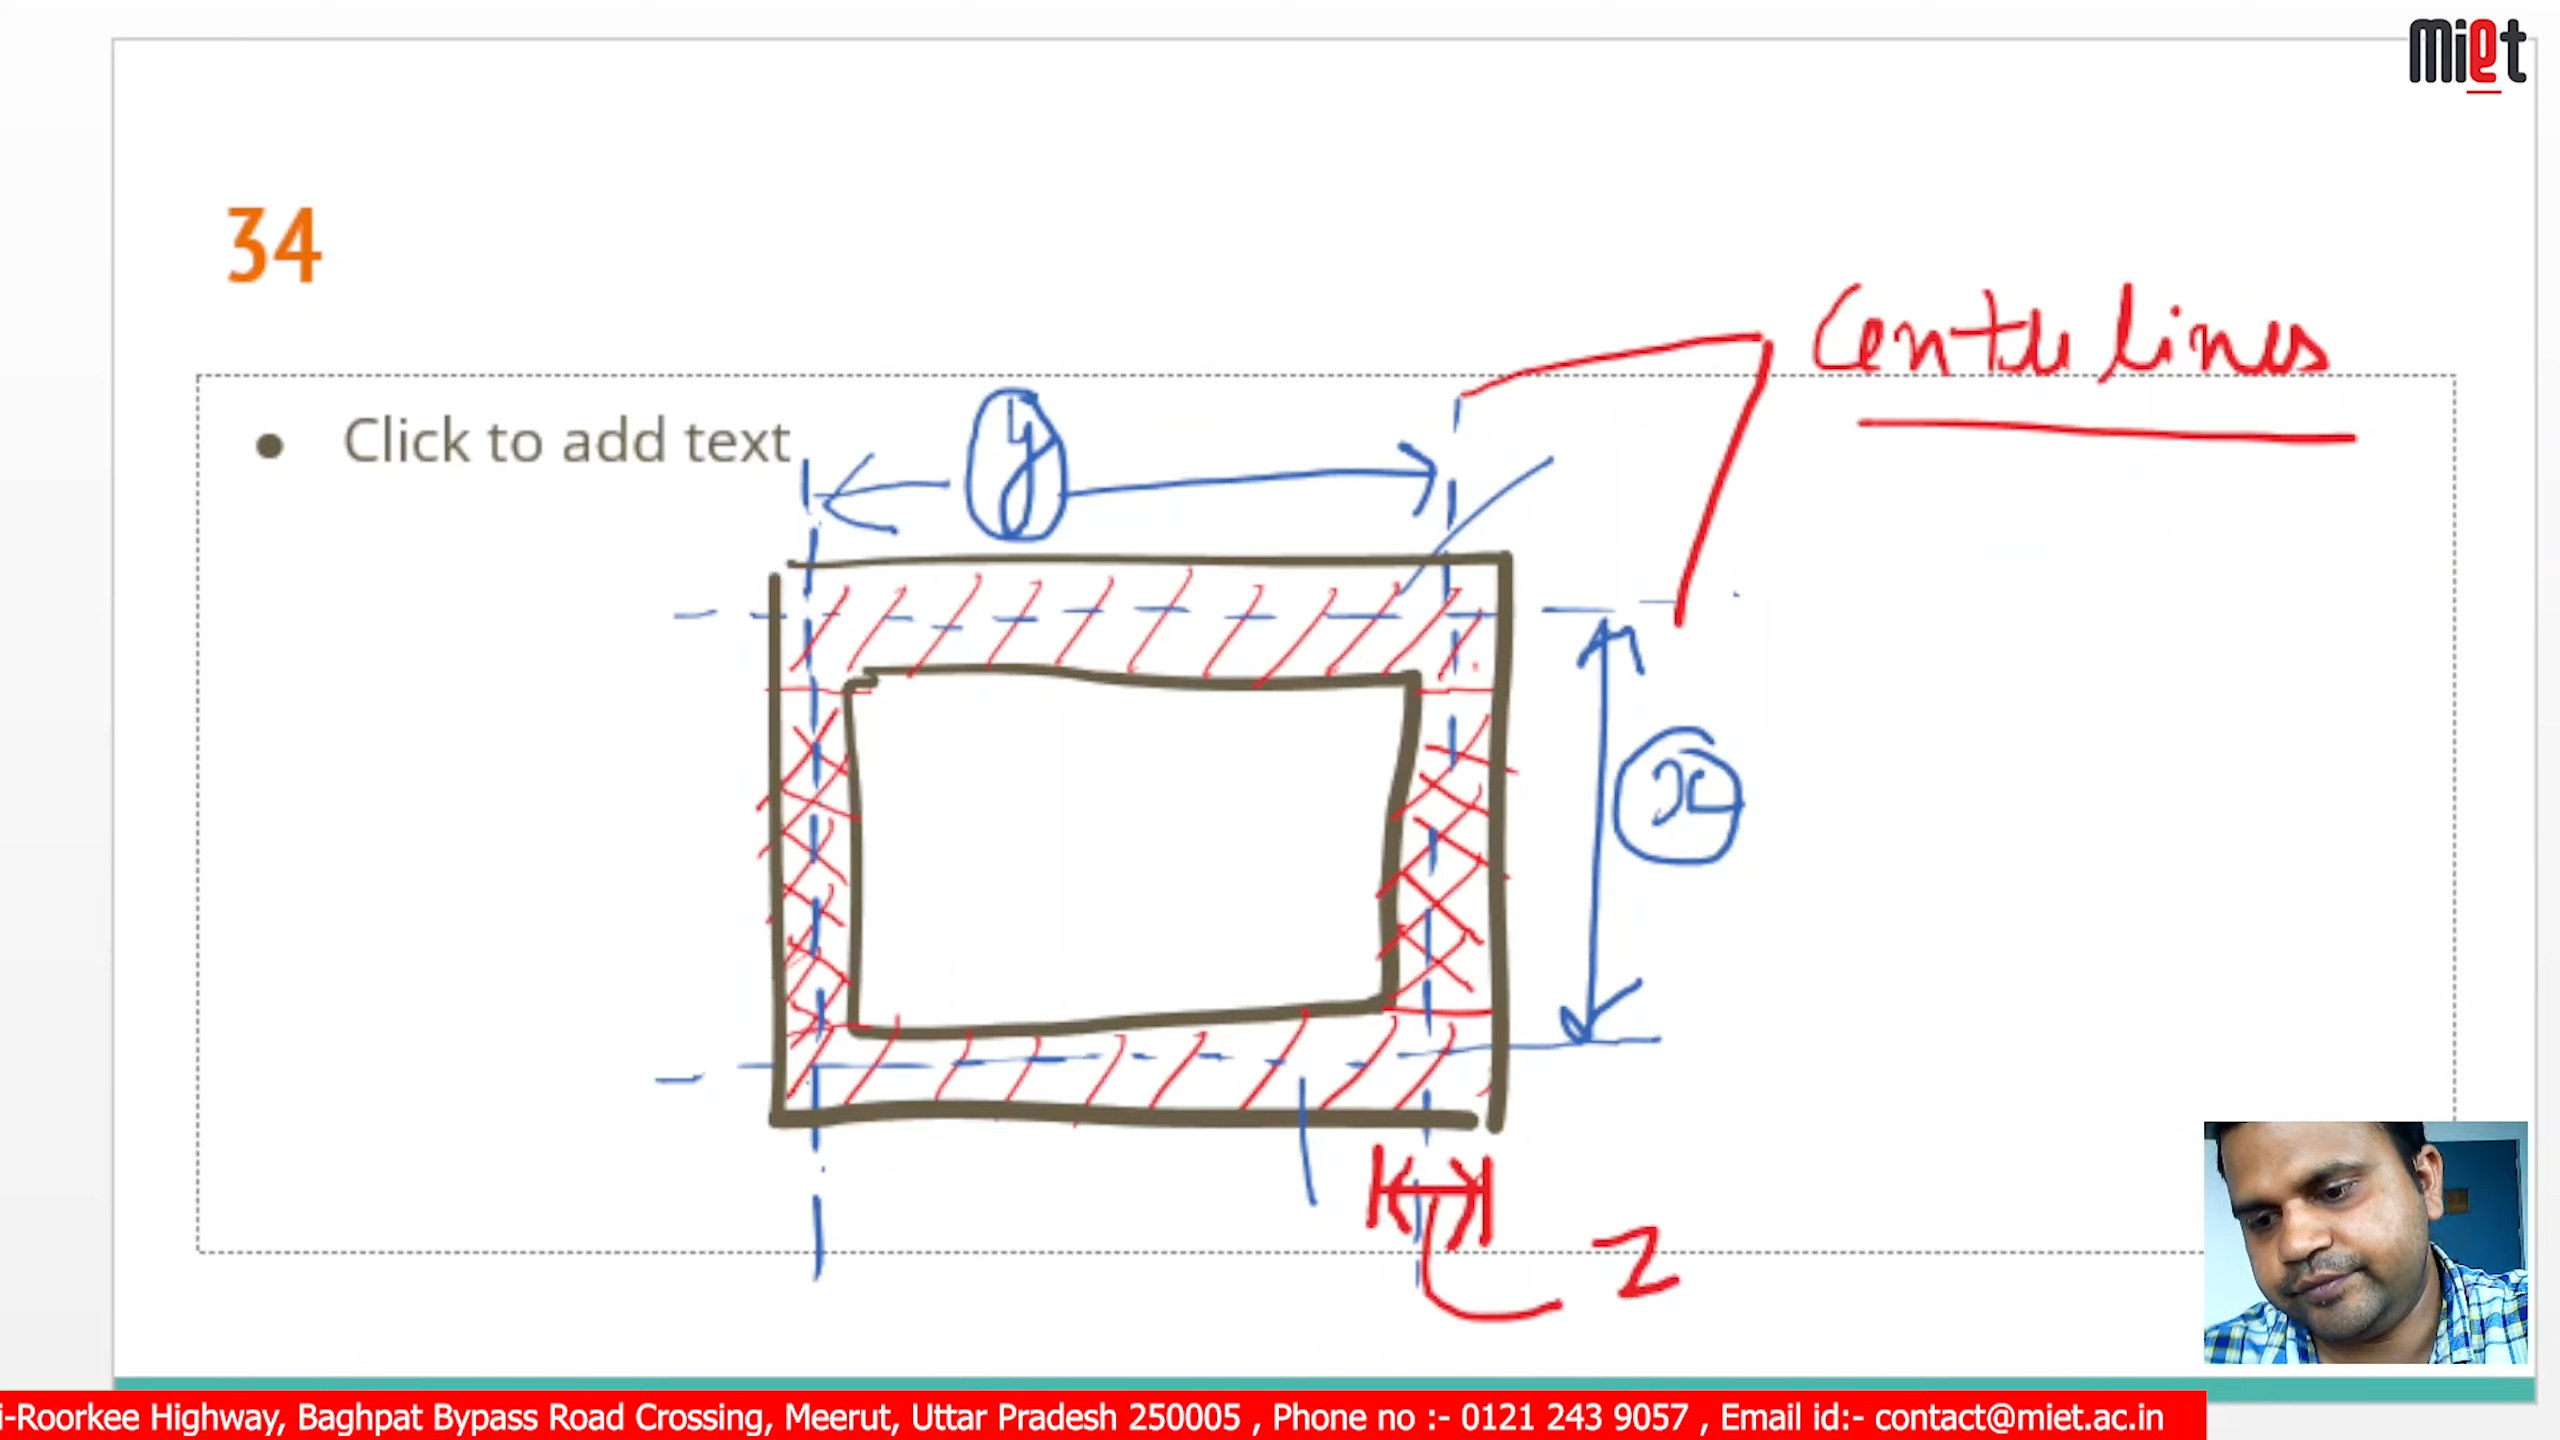 miet
34
Centre lines
• Click to add text
y
x
z
i-Roorkee Highway, Baghpat Bypass Road Crossing, Meerut, Uttar Pradesh 250005 , Phone no :- 0121 243 9057 , Email id:- contact@miet.ac.in